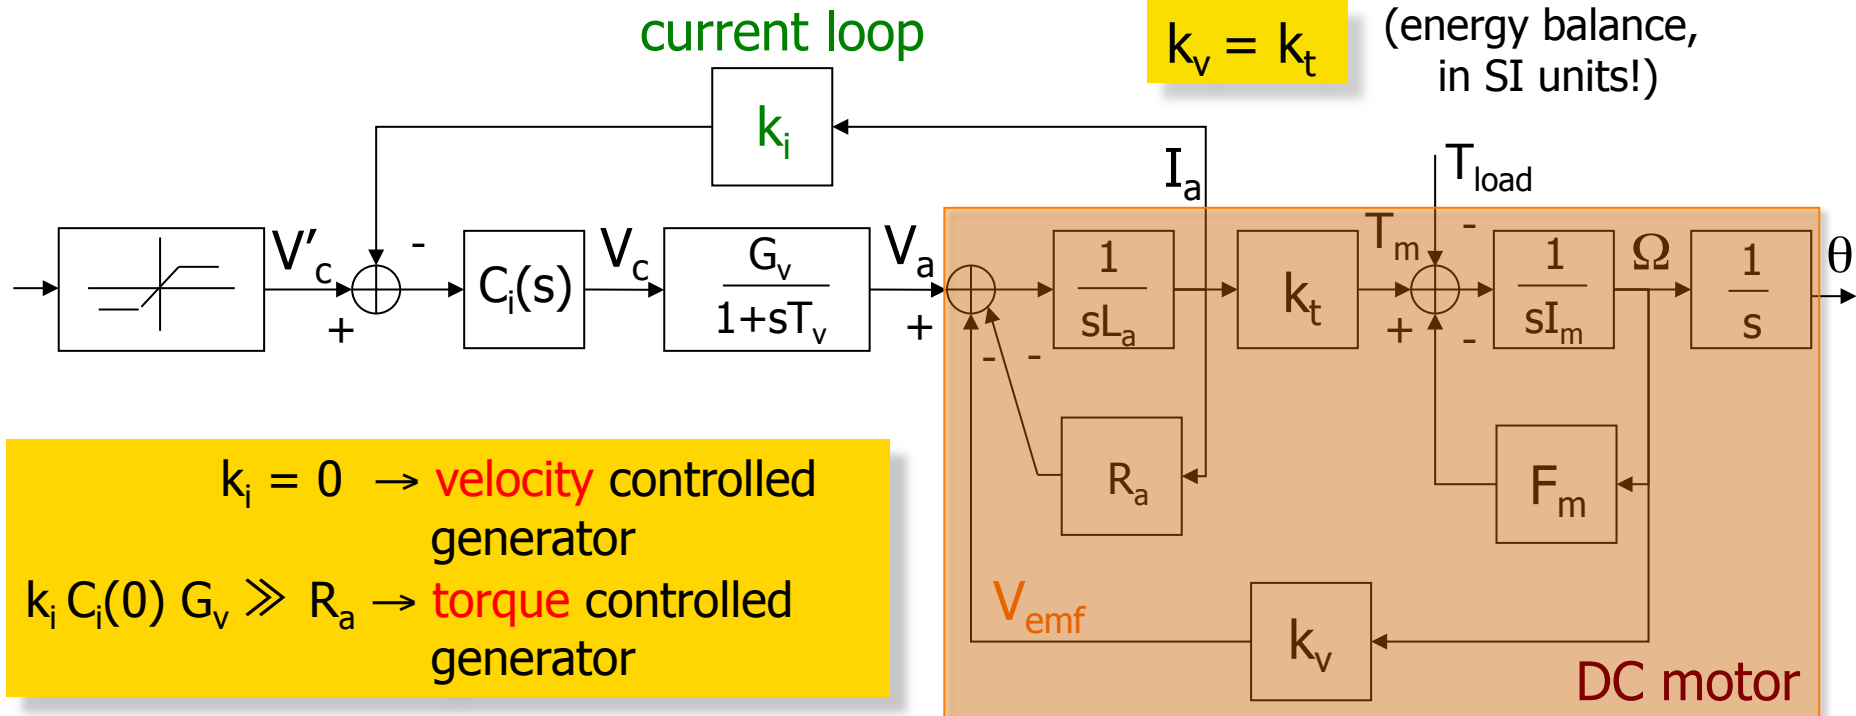 current loop
k_v = k_t
(energy balance,
in SI units!)
k_i
I_a
T_load
V'_c
-
+
C_i(s)
V_c
G_v
1+sT_v
V_a
+
-
-
1
sL_a
k_t
T_m
+
-
-
1
sI_m
Ω
1
s
θ
R_a
F_m
V_emf
k_v
DC motor
k_i = 0 → velocity controlled
generator
k_i C_i(0) G_v ≫ R_a → torque controlled
generator